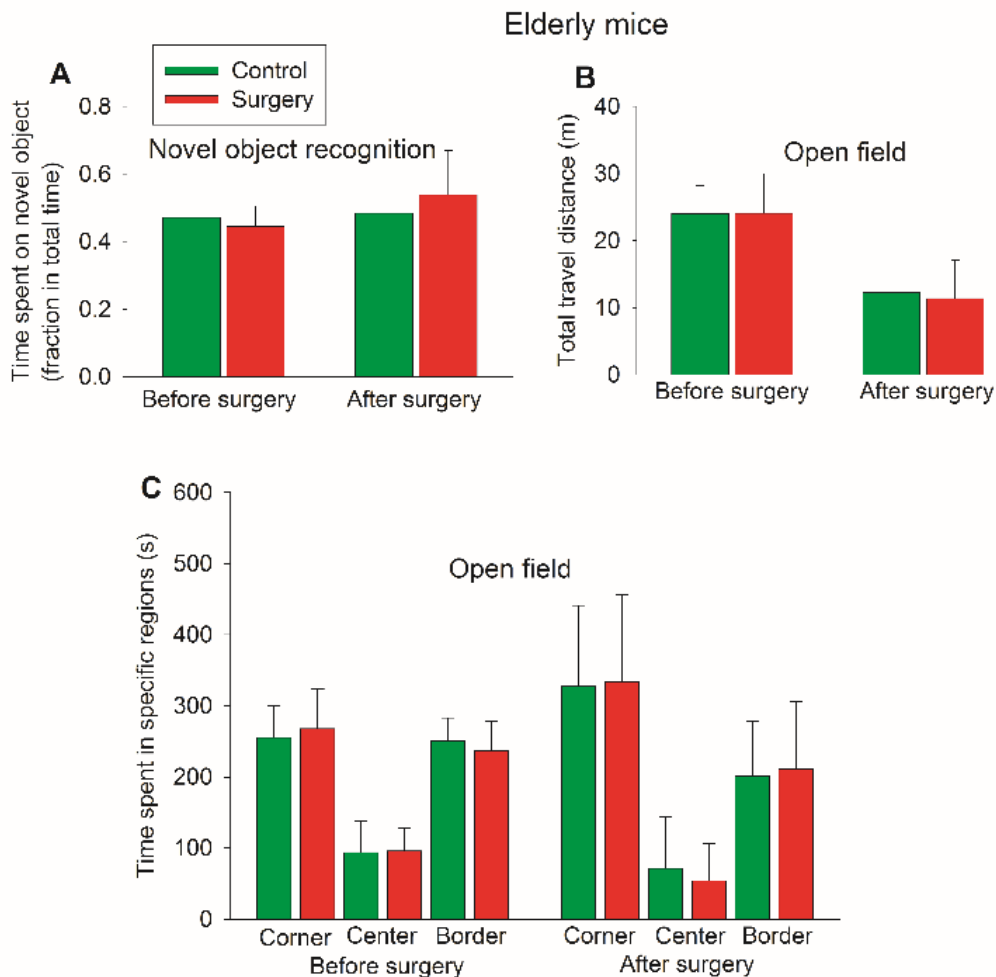 Elderly mice
A
Control
Surgery
Novel object recognition
Time spent on novel object
(fraction in total time)
0.8
0.6
0.4
0.2
0.0
Before surgery
After surgery
B
Open field
Total travel distance (m)
40
30
20
10
0
Before surgery
After surgery
C
Open field
Time spent in specific regions (s)
600
500
400
300
200
100
0
Corner Center Border Corner Center Border
Before surgery After surgery